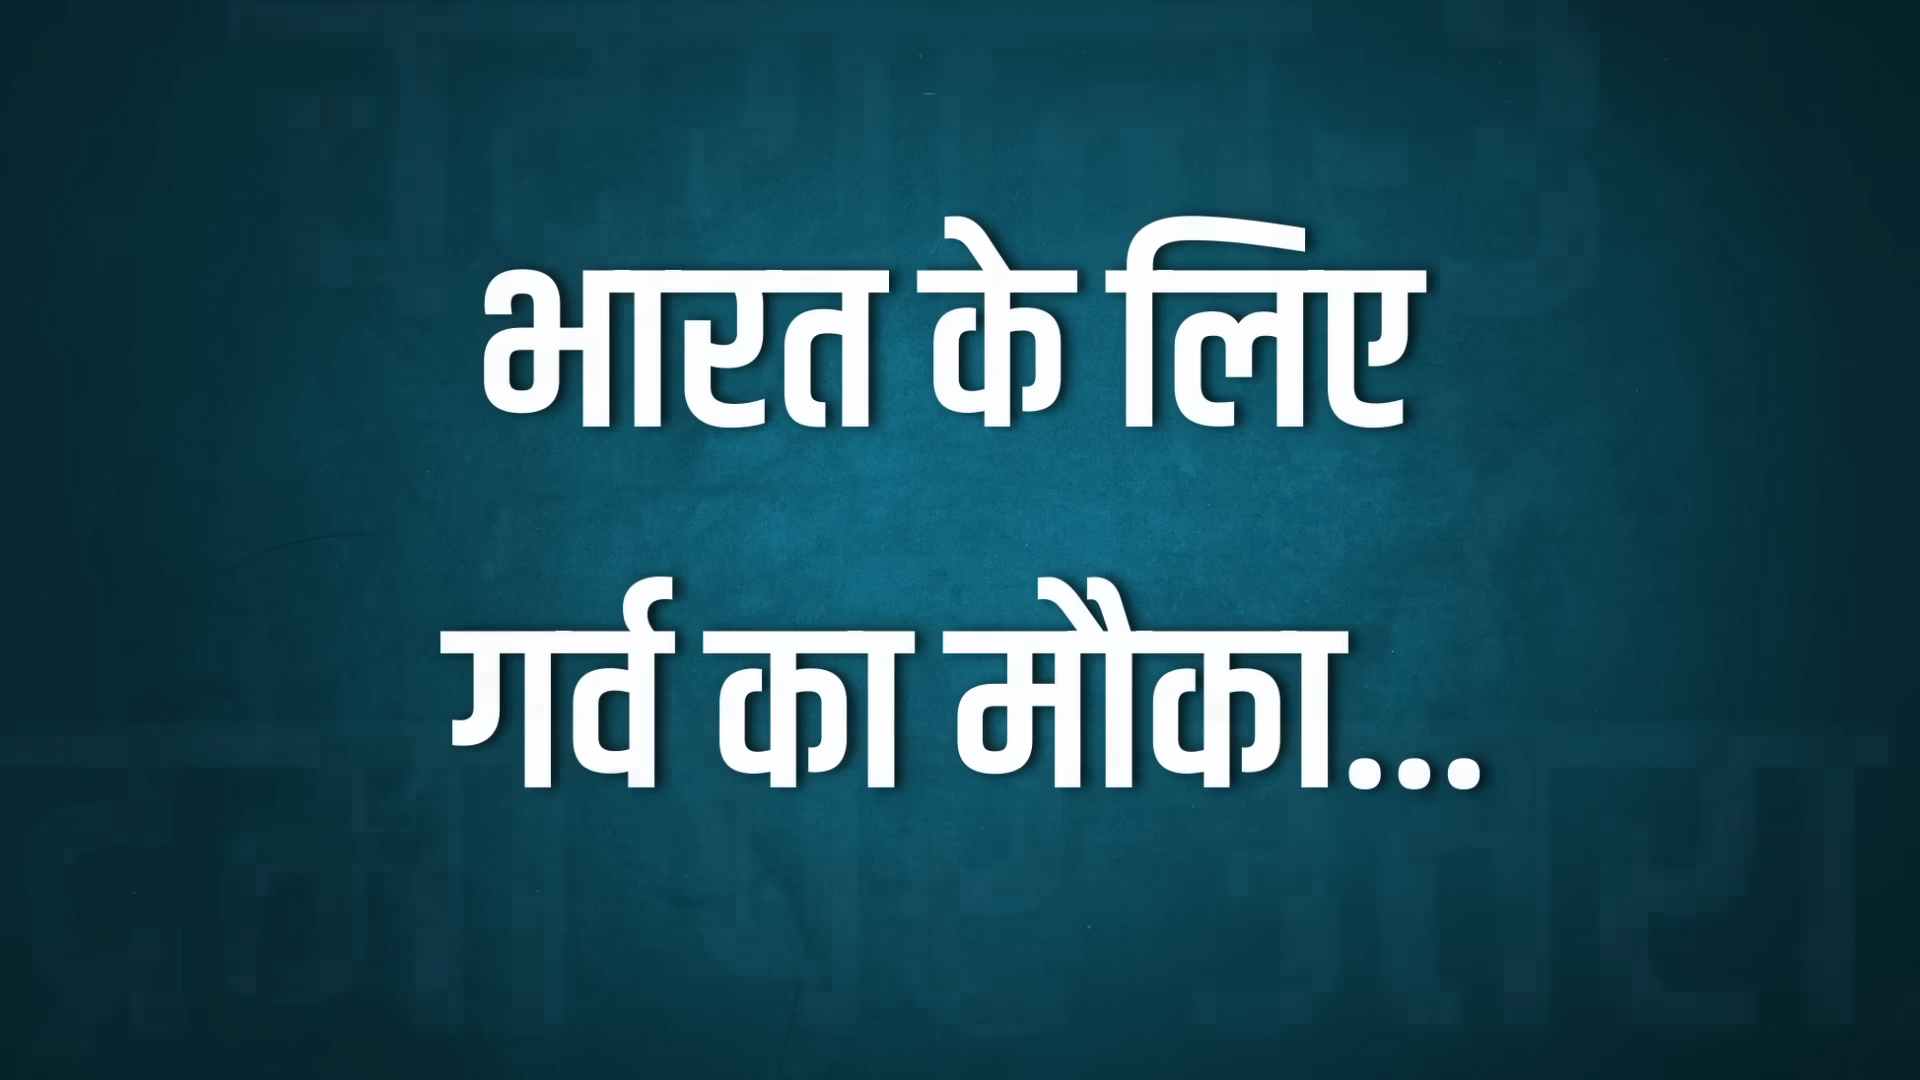 भारत के लिए
गर्व का मौका...